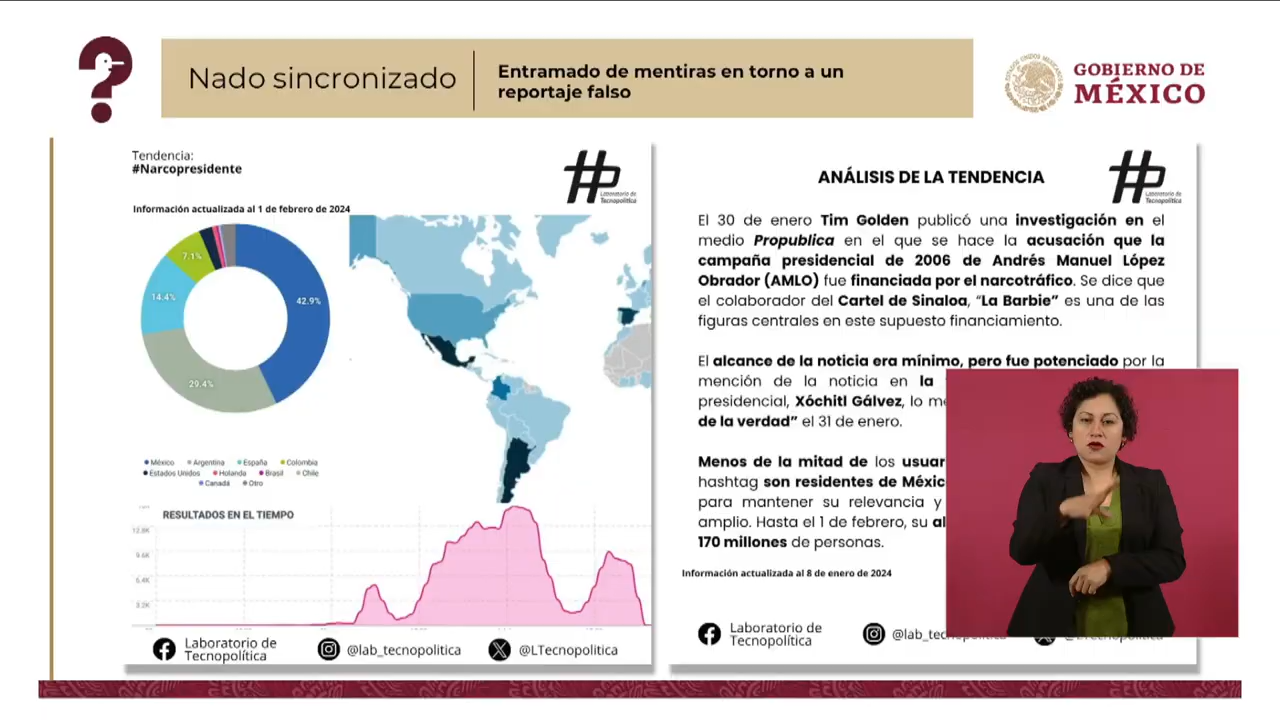 Nado sincronizado
Entramado de mentiras en torno a un
reportaje falso
GOBIERNO DE
MÉXICO
Tendencia:
#Narcopresidente
Laboratorio de
Tecnopolítica
Información actualizada al 1 de febrero de 2024
7.1%
14.4%
42.9%
29.4%
México Argentina España Colombia
Estados Unidos Holanda Brasil Chile
Canadá Otro
RESULTADOS EN EL TIEMPO
12.8K
9.6K
6.4K
3.2K
Laboratorio de
Tecnopolítica
@lab_tecnopolitica
@LTecnopolitica
ANÁLISIS DE LA TENDENCIA
Laboratorio de
Tecnopolítica
El 30 de enero Tim Golden publicó una investigación en el
medio Propublica en el que se hace la acusación que la
campaña presidencial de 2006 de Andrés Manuel López
Obrador (AMLO) fue financiada por el narcotráfico. Se dice que
el colaborador del Cartel de Sinaloa, “La Barbie” es una de las
figuras centrales en este supuesto financiamiento.
El alcance de la noticia era mínimo, pero fue potenciado por la
mención de la noticia en la
presidencial, Xóchitl Gálvez, lo
de la verdad” el 31 de enero.
Menos de la mitad de los
hashtag son residentes de
para mantener su relevancia y
amplio. Hasta el 1 de febrero, su
170 millones de personas.
Información actualizada al 8 de enero de 2024
Laboratorio de
Tecnopolítica
@lab_tecnopolitica